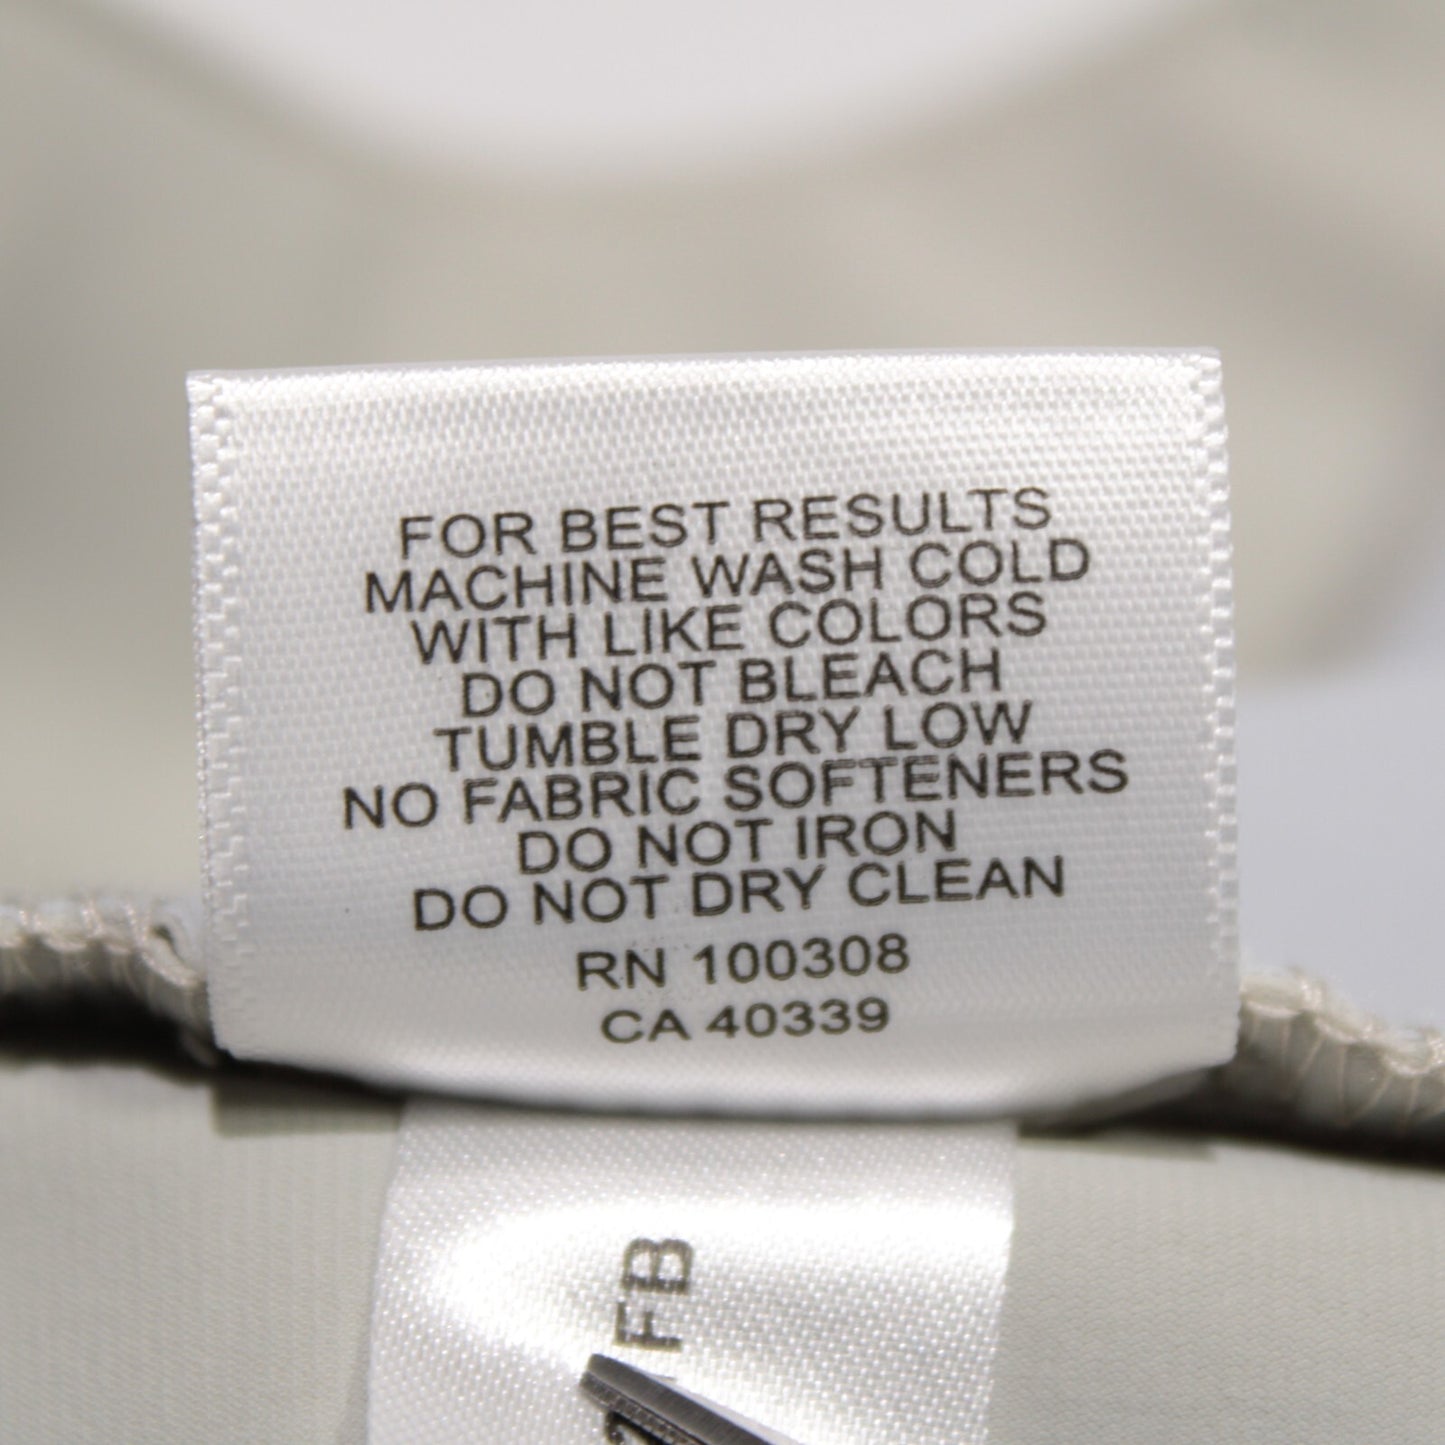 FOR BEST RESULTS
MACHINE WASH COLD
WITH LIKE COLORS
DO NOT BLEACH
TUMBLE DRY LOW
NO FABRIC SOFTENERS
DO NOT IRON
DO NOT DRY CLEAN
RN 100308
CA 40339
FB